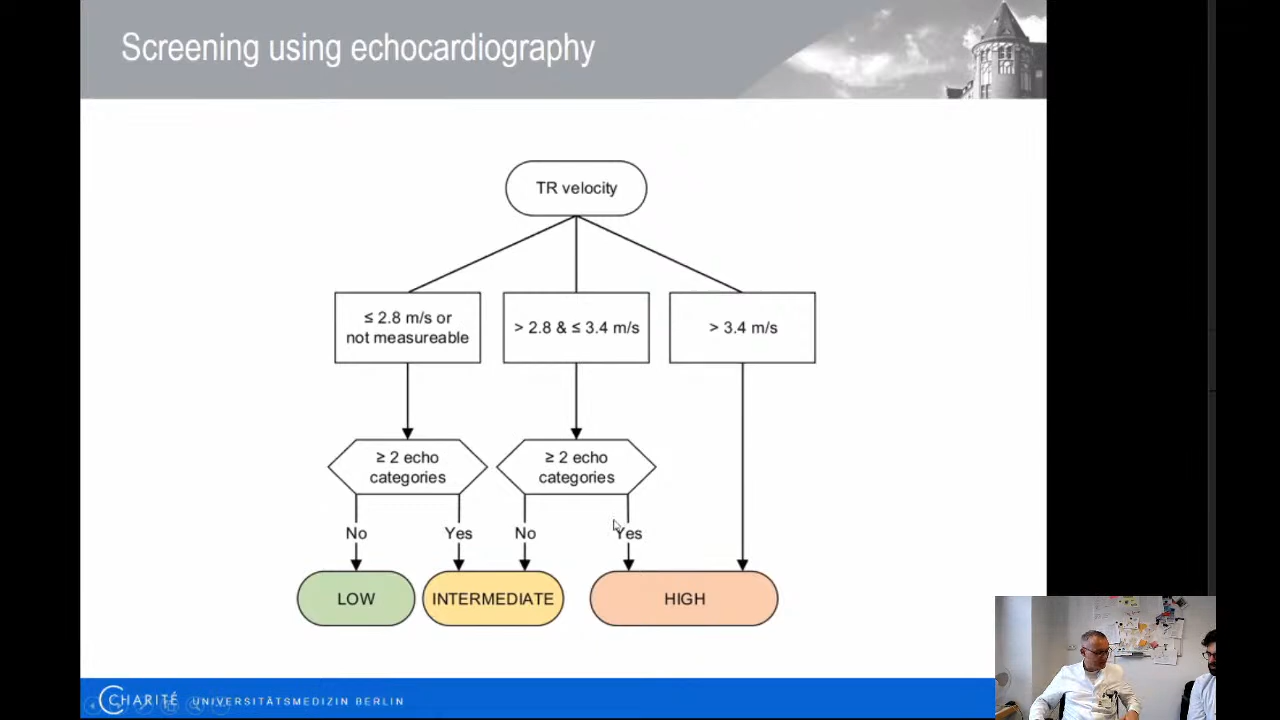 Screening using echocardiography
TR velocity
≤ 2.8 m/s or
not measureable
> 2.8 & ≤ 3.4 m/s
> 3.4 m/s
≥ 2 echo
categories
≥ 2 echo
categories
No
Yes
No
Yes
LOW
INTERMEDIATE
HIGH
CHARITÉ UNIVERSITÄTSMEDIZIN BERLIN